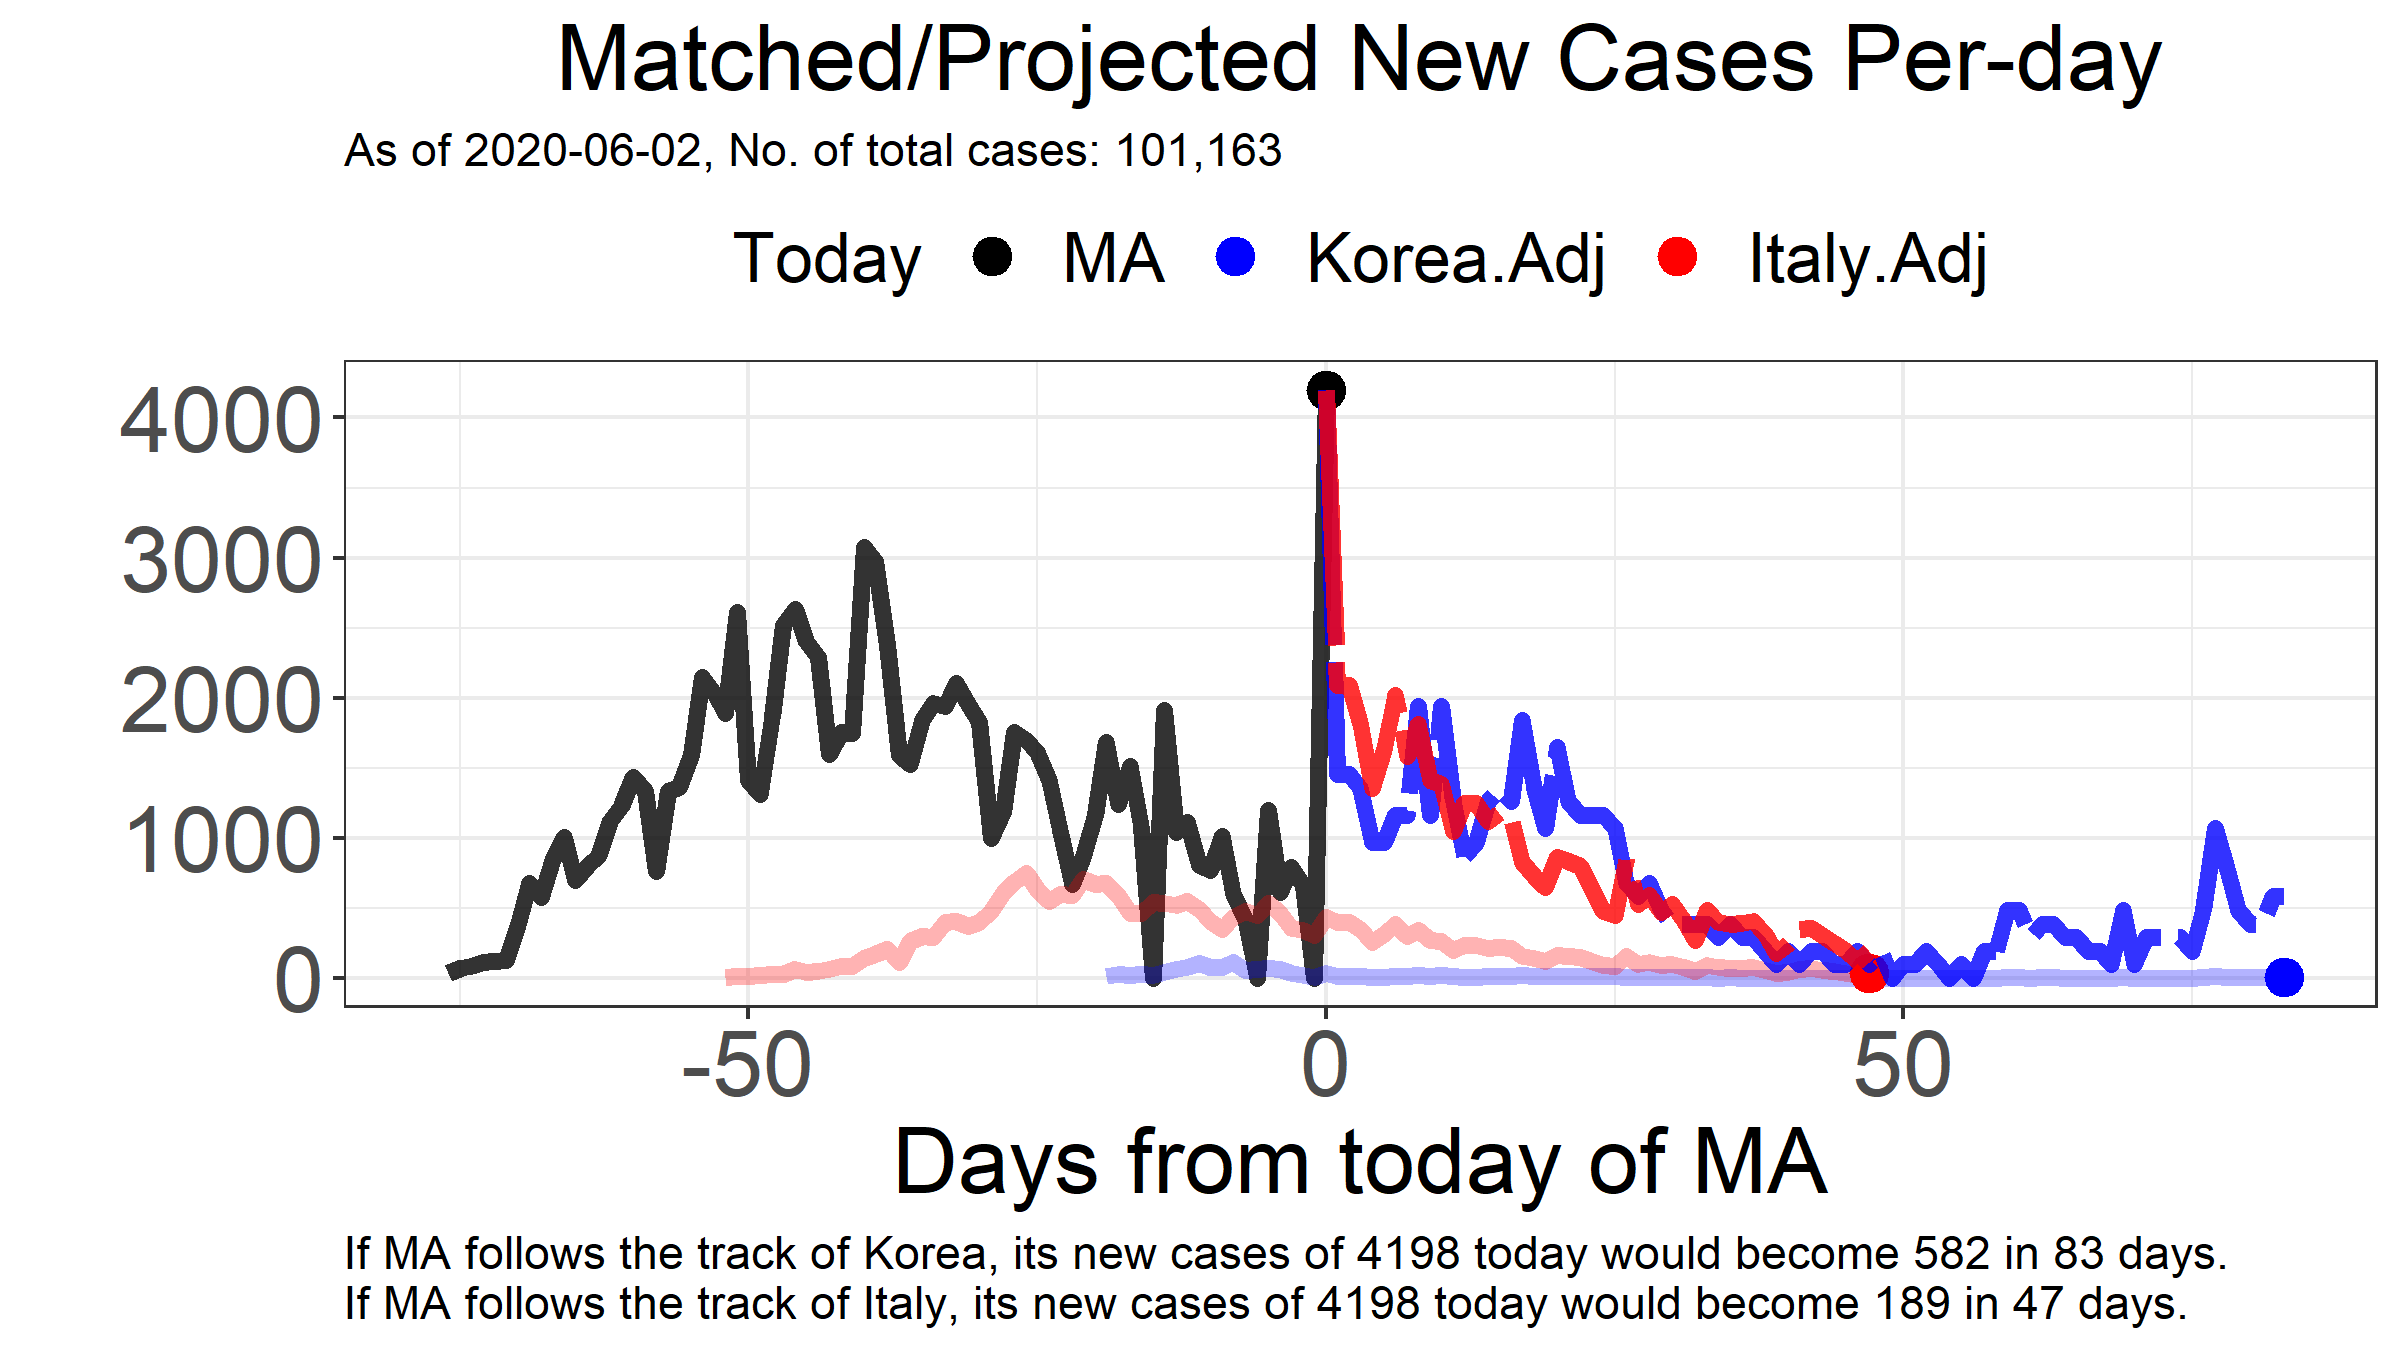 Matched/Projected New Cases Per-day
As of 2020-06-02, No. of total cases: 101,163
Today MA Korea.Adj Italy.Adj
4000
3000
2000
1000
0
-50 0 50
Days from today of MA
If MA follows the track of Korea, its new cases of 4198 today would become 582 in 83 days.
If MA follows the track of Italy, its new cases of 4198 today would become 189 in 47 days.